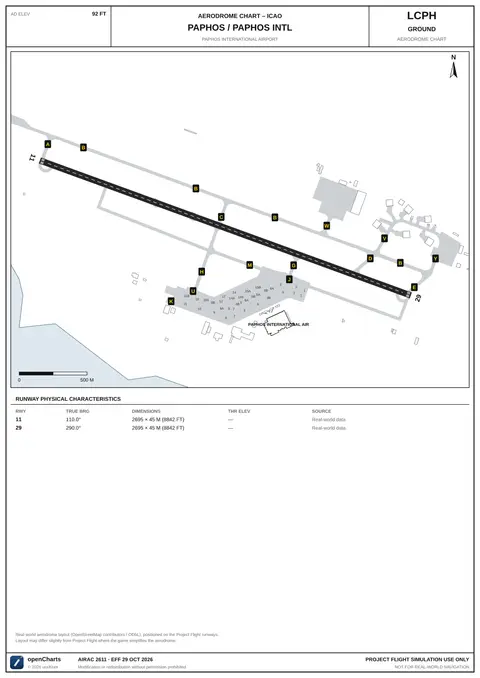 AD ELEV 92 FT
AERODROME CHART – ICAO
PAPHOS / PAPHOS INTL
PAPHOS INTERNATIONAL AIRPORT
LCPH
GROUND
AERODROME CHART
N
A
B
11
B
C
B
W
V
D
B
Y
M
G
H
J
E
29
U
K
PAPHOS INTERNATIONAL AIR
0 500 M
RUNWAY PHYSICAL CHARACTERISTICS
RWY TRUE BRG DIMENSIONS THR ELEV SOURCE
11 110.0° 2695 × 45 M (8842 FT) — Real-world data
29 290.0° 2695 × 45 M (8842 FT) — Real-world data
Real-world aerodrome layout (OpenStreetMap contributors / ODbL), positioned on the Project Flight runways.
Layout may differ slightly from Project Flight where the game simplifies the aerodrome.
openCharts
AIRAC 2611 · EFF 29 OCT 2026
PROJECT FLIGHT SIMULATION USE ONLY
Modification or redistribution without permission prohibited.
NOT FOR REAL-WORLD NAVIGATION